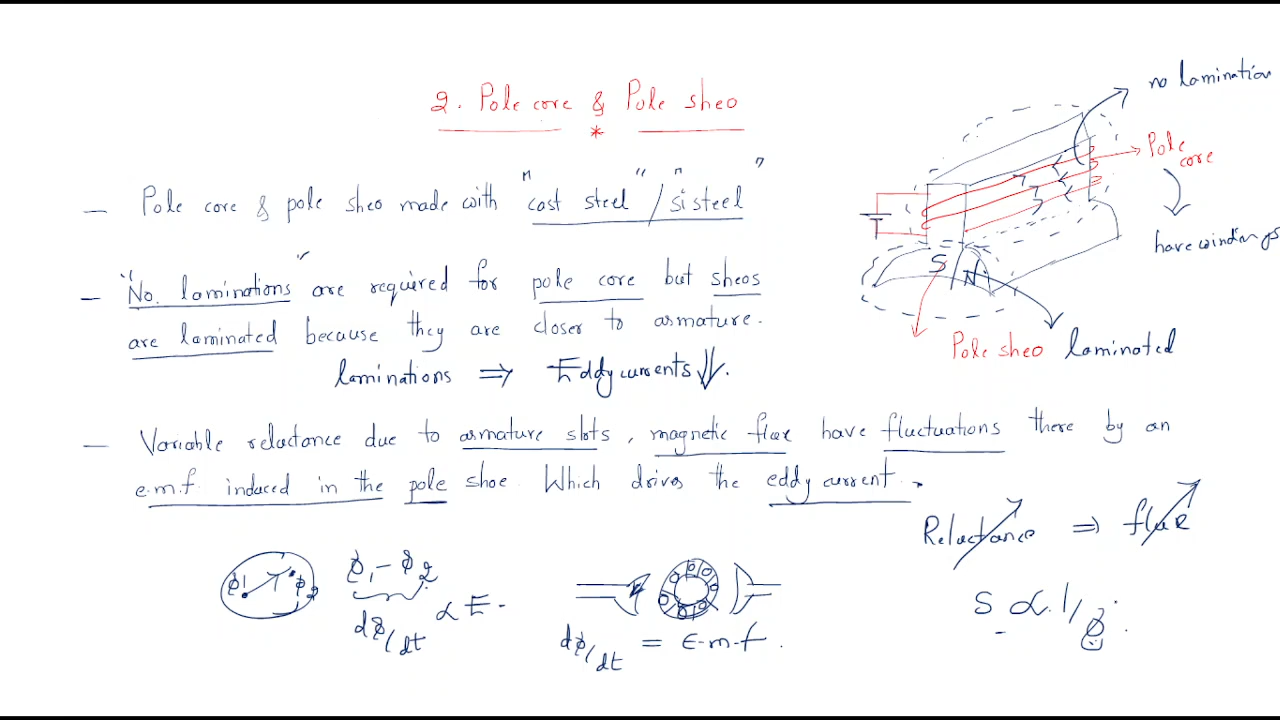 2. Pole core & Pole sheo
*
no lamination
Pole core
have windings
- Pole core & pole sheo made with "cast steel" / "si steel"
- "No. laminations" are required for pole core but sheos
are laminated because they are closer to armature.
laminations ⇒ Eddy currents ↓.
S N
Pole sheo laminated
- Variable reluctance due to armature slots, magnetic flux have fluctuations there by an
e.m.f. induced in the pole shoe Which drives the eddy current.
Reluctance ⇒ flux
φ1 φ2
φ1 - φ2
dφ/dt ∝ E.
dφ/dt = E.m.f.
S ∝ 1/φ